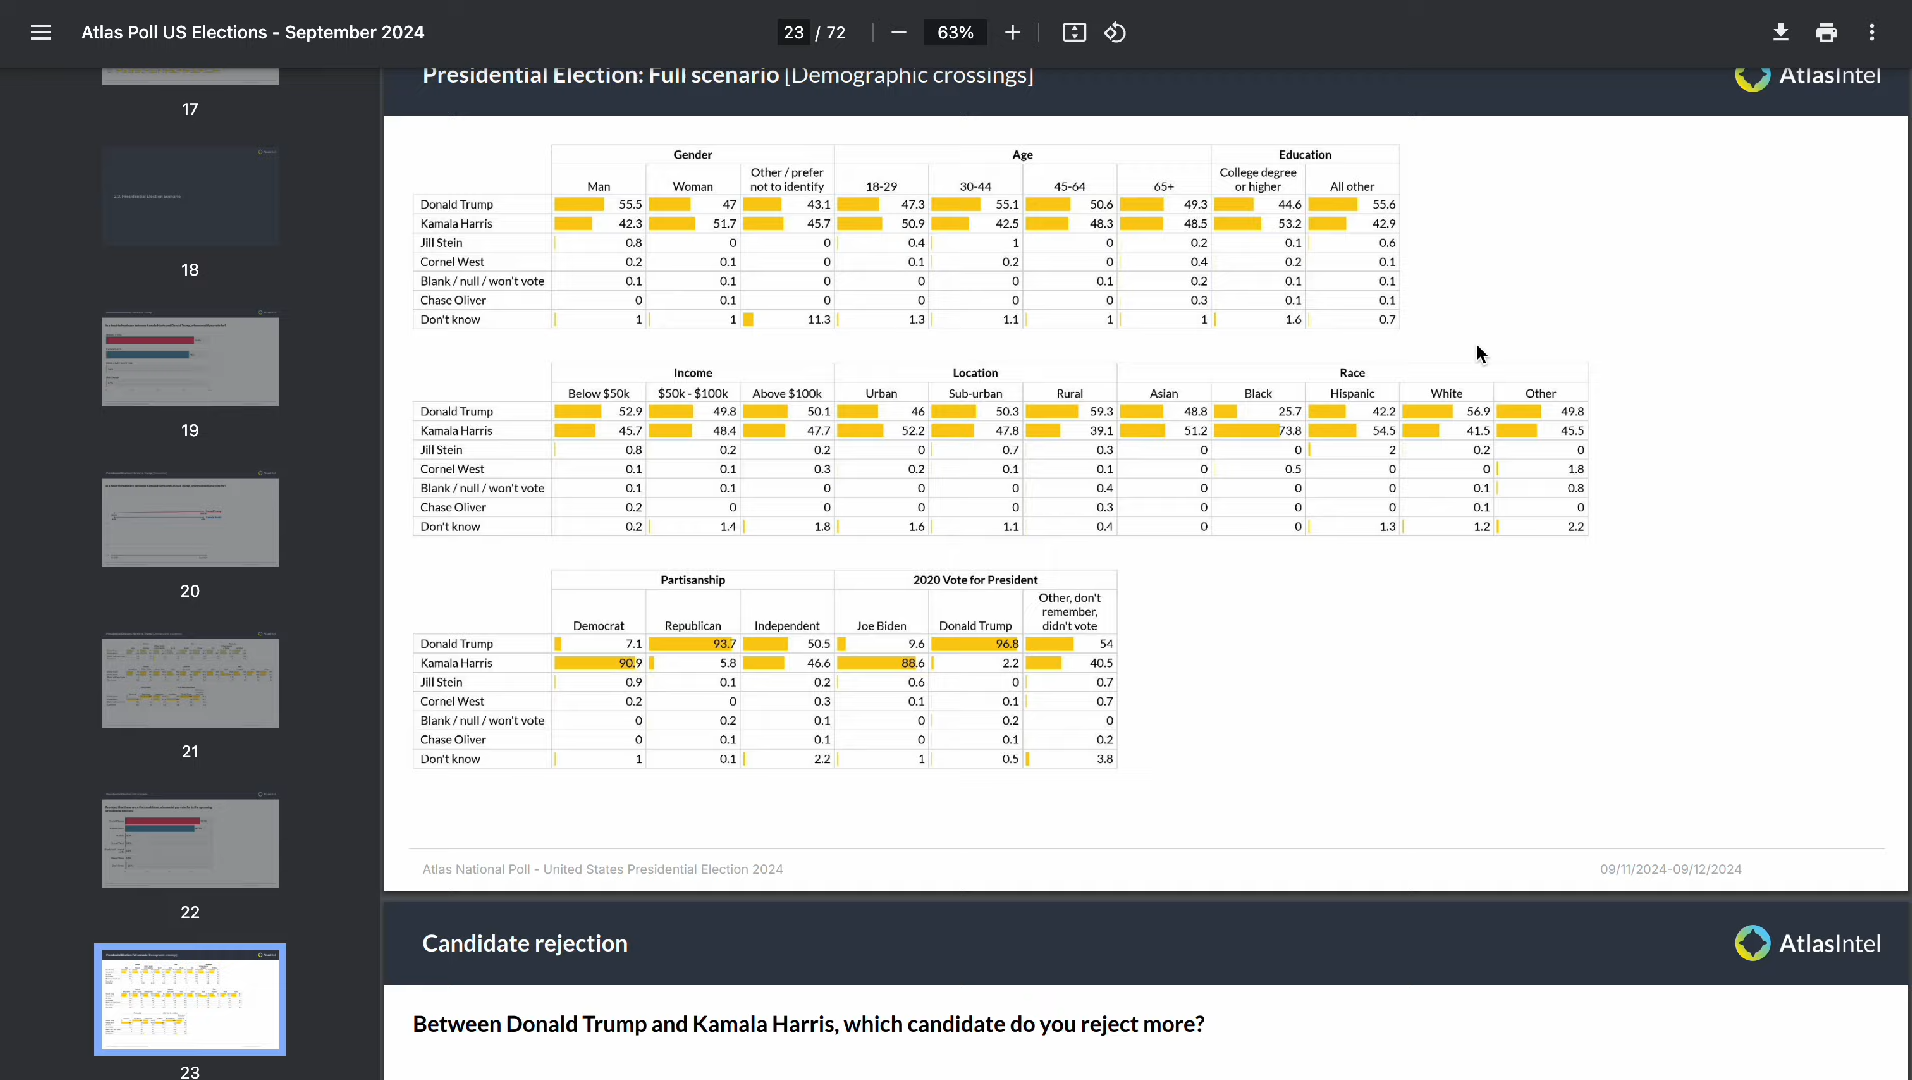 Atlas Poll US Elections - September 2024
23 / 72
63%
17
18
19
20
21
22
23
Presidential Election: Full scenario [Demographic crossings]
AtlasIntel
Gender Age Education
Man Woman Other / prefer not to identify 18-29 30-44 45-64 65+ College degree or higher All other
Donald Trump 55.5 47 43.1 47.3 55.1 50.6 49.3 44.6 55.6
Kamala Harris 42.3 51.7 45.7 50.9 42.5 48.3 48.5 53.2 42.9
Jill Stein 0.8 0 0 0.4 1 0 0.2 0.1 0.6
Cornel West 0.2 0.1 0 0.1 0.2 0 0.4 0.2 0.1
Blank / null / won't vote 0.1 0.1 0 0 0 0.1 0.2 0.1 0.1
Chase Oliver 0 0.1 0 0 0 0 0.3 0.1 0.1
Don't know 1 1 11.3 1.3 1.1 1 1 1.6 0.7
Income Location Race
Below $50k $50k - $100k Above $100k Urban Sub-urban Rural Asian Black Hispanic White Other
Donald Trump 52.9 49.8 50.1 46 50.3 59.3 48.8 25.7 42.2 56.9 49.8
Kamala Harris 45.7 48.4 47.7 52.2 47.8 39.1 51.2 73.8 54.5 41.5 45.5
Jill Stein 0.8 0.2 0.2 0 0.7 0.3 0 0 2 0.2 0
Cornel West 0.1 0.1 0.3 0.2 0.1 0.1 0 0.5 0 0 1.8
Blank / null / won't vote 0.1 0.1 0 0 0 0.4 0 0 0 0.1 0.8
Chase Oliver 0.2 0 0 0 0 0.3 0 0 0 0.1 0
Don't know 0.2 1.4 1.8 1.6 1.1 0.4 0 0 1.3 1.2 2.2
Partisanship 2020 Vote for President
Democrat Republican Independent Joe Biden Donald Trump Other, don't remember, didn't vote
Donald Trump 7.1 93.7 50.5 9.6 96.8 54
Kamala Harris 90.9 5.8 46.6 88.6 2.2 40.5
Jill Stein 0.9 0.1 0.2 0.6 0 0.7
Cornel West 0.2 0 0.3 0.1 0.1 0.7
Blank / null / won't vote 0 0.2 0.1 0 0.2 0
Chase Oliver 0 0.1 0.1 0 0.1 0.2
Don't know 1 0.1 2.2 1 0.5 3.8
Atlas National Poll - United States Presidential Election 2024
09/11/2024-09/12/2024
Candidate rejection
AtlasIntel
Between Donald Trump and Kamala Harris, which candidate do you reject more?